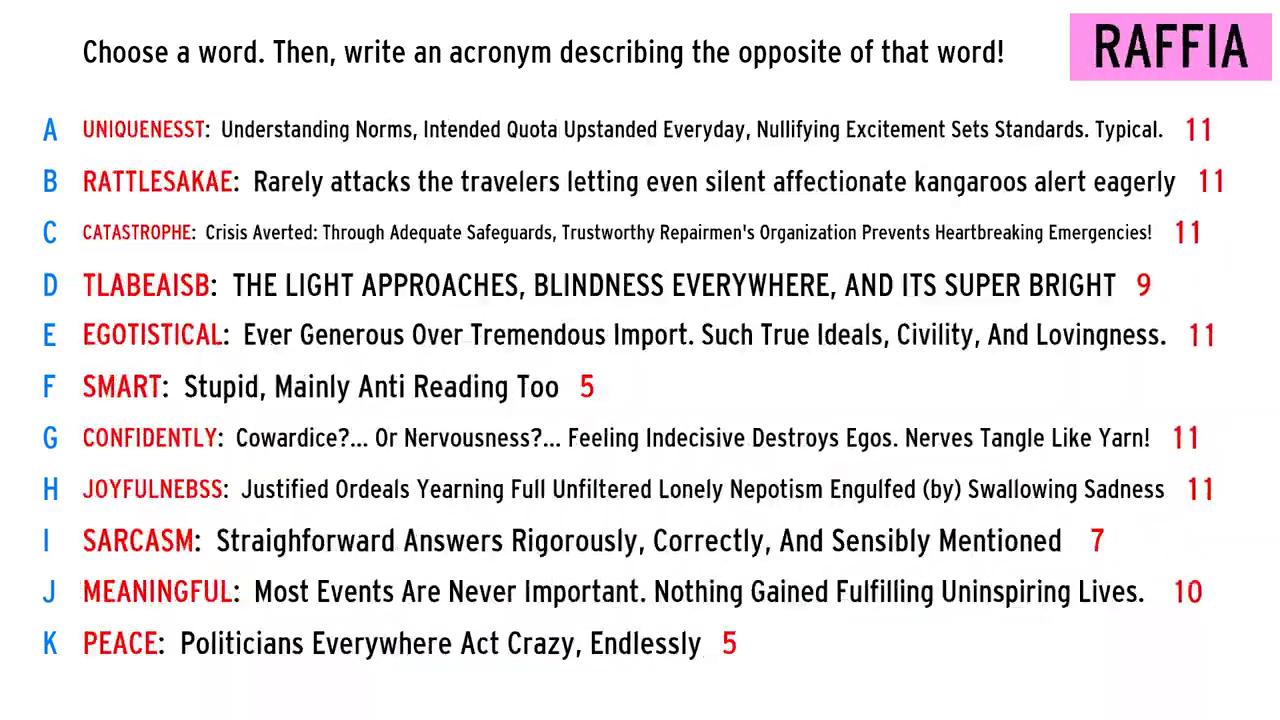 Choose a word. Then, write an acronym describing the opposite of that word!
RAFFIA
A UNIQUENESST: Understanding Norms, Intended Quota Upstanded Everyday, Nullifying Excitement Sets Standards. Typical. 11
B RATTLESAKAE: Rarely attacks the travelers letting even silent affectionate kangaroos alert eagerly 11
C CATASTROPHE: Crisis Averted: Through Adequate Safeguards, Trustworthy Repairmen's Organization Prevents Heartbreaking Emergencies! 11
D TLABEAISB: THE LIGHT APPROACHES, BLINDNESS EVERYWHERE, AND ITS SUPER BRIGHT 9
E EGOTISTICAL: Ever Generous Over Tremendous Import. Such True Ideals, Civility, And Lovingness. 11
F SMART: Stupid, Mainly Anti Reading Too 5
G CONFIDENTLY: Cowardice?... Or Nervousness?... Feeling Indecisive Destroys Egos. Nerves Tangle Like Yarn! 11
H JOYFULNEBSS: Justified Ordeals Yearning Full Unfiltered Lonely Nepotism Engulfed (by) Swallowing Sadness 11
I SARCASM: Straighforward Answers Rigorously, Correctly, And Sensibly Mentioned 7
J MEANINGFUL: Most Events Are Never Important. Nothing Gained Fulfilling Uninspiring Lives. 10
K PEACE: Politicians Everywhere Act Crazy, Endlessly 5